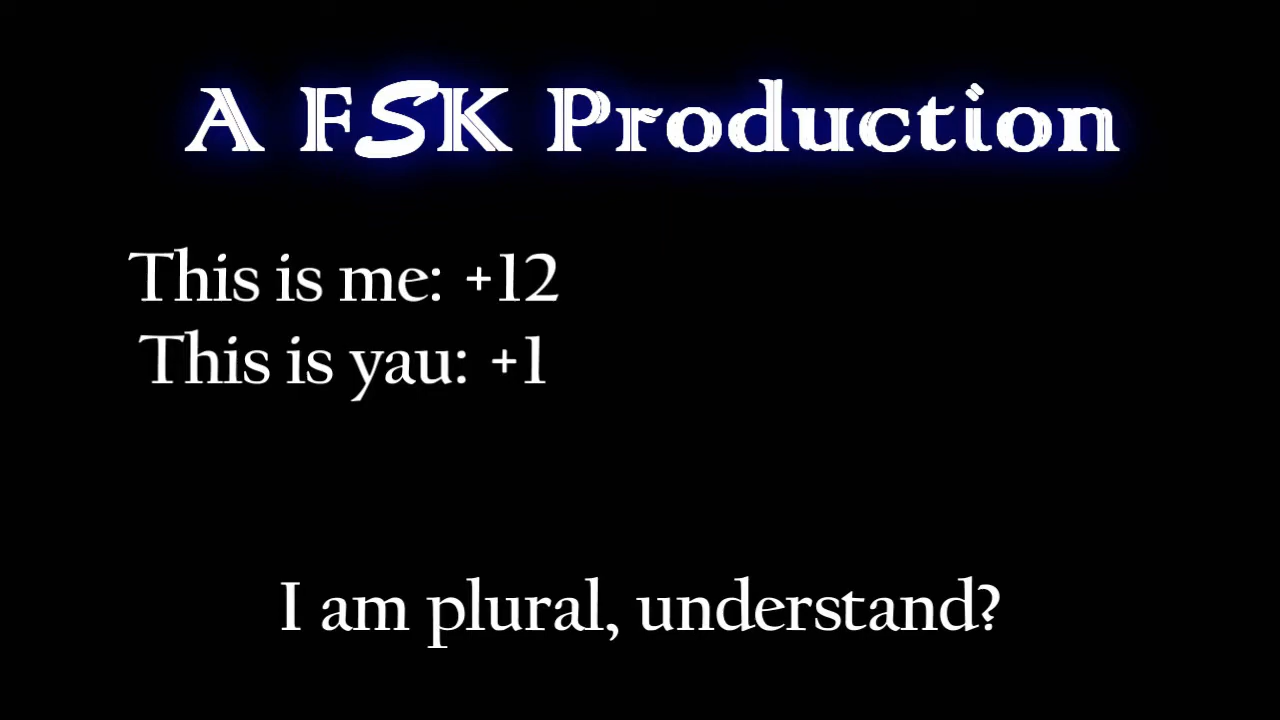 A FSK Production
This is me: +12
This is yau: +1
I am plural, understand?